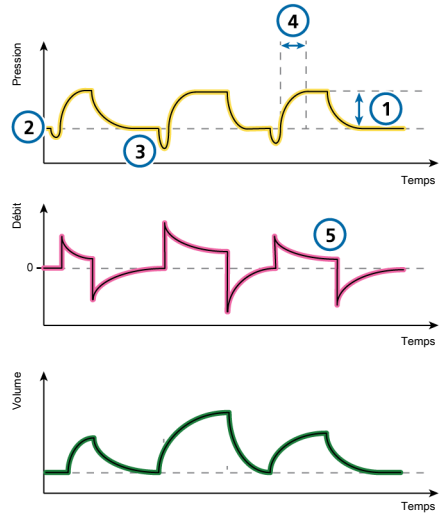 4
Pression
1
2
3
Temps
Débit
5
0
Temps
Volume
Temps